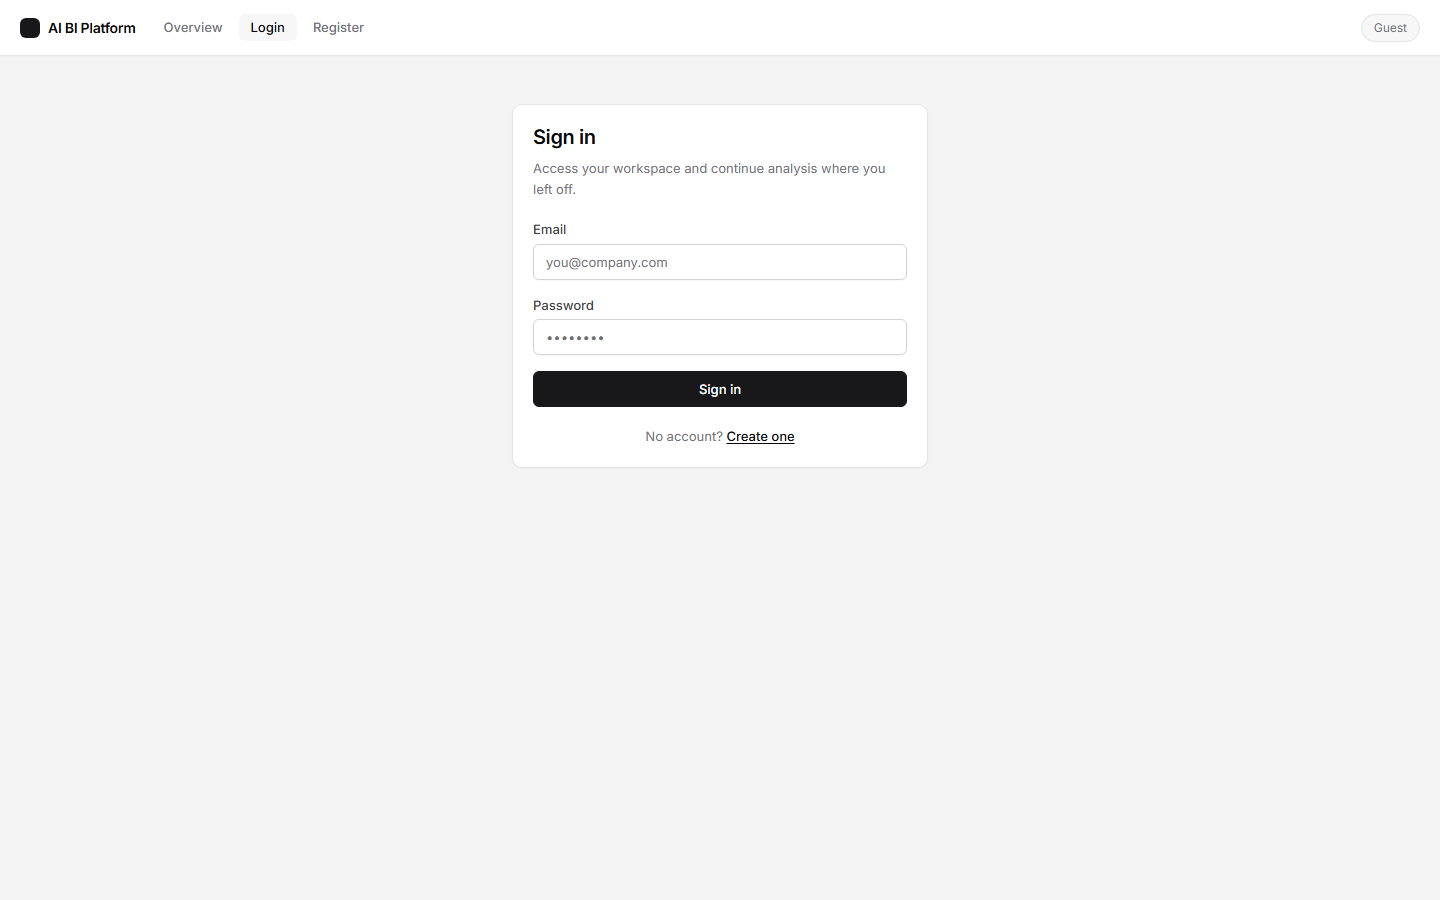 AI BI Platform Overview Login Register Guest
Sign in
Access your workspace and continue analysis where you
left off.
Email
you@company.com
Password
••••••••
Sign in
No account? Create one